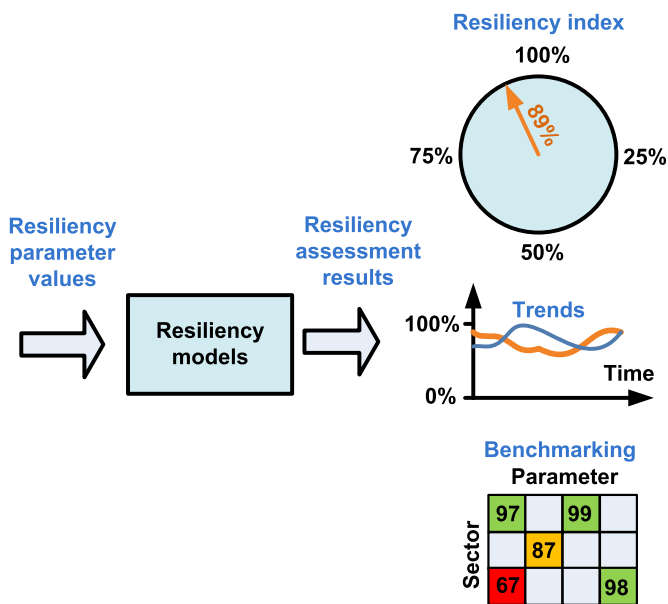 Resiliency index
100%
89%
75%
25%
50%
Resiliency
parameter
values
Resiliency
models
Resiliency
assessment
results
Trends
100%
Time
0%
Benchmarking
Parameter
Sector
97 99
87
67 98